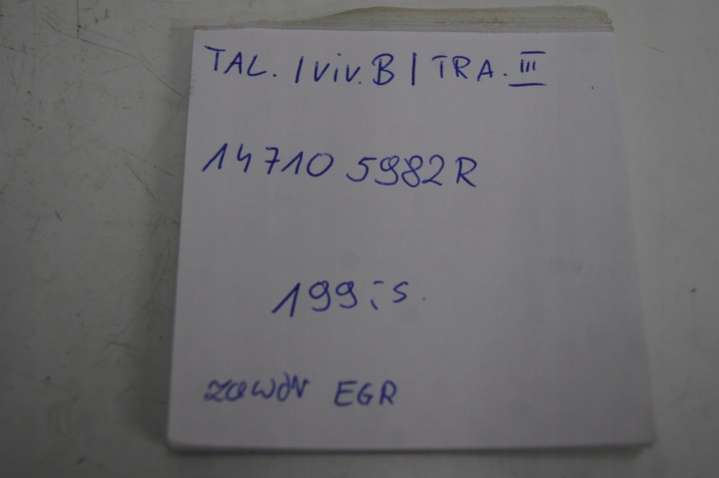 TAL. / Viv. B / TRA. III
14710 5982R
199,-s.
zawór EGR